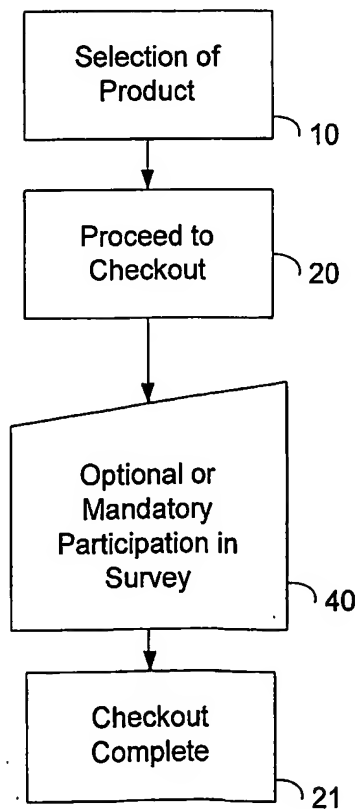 Selection of
Product
10
Proceed to
Checkout
20
Optional or
Mandatory
Participation in
Survey
40
Checkout
Complete
21